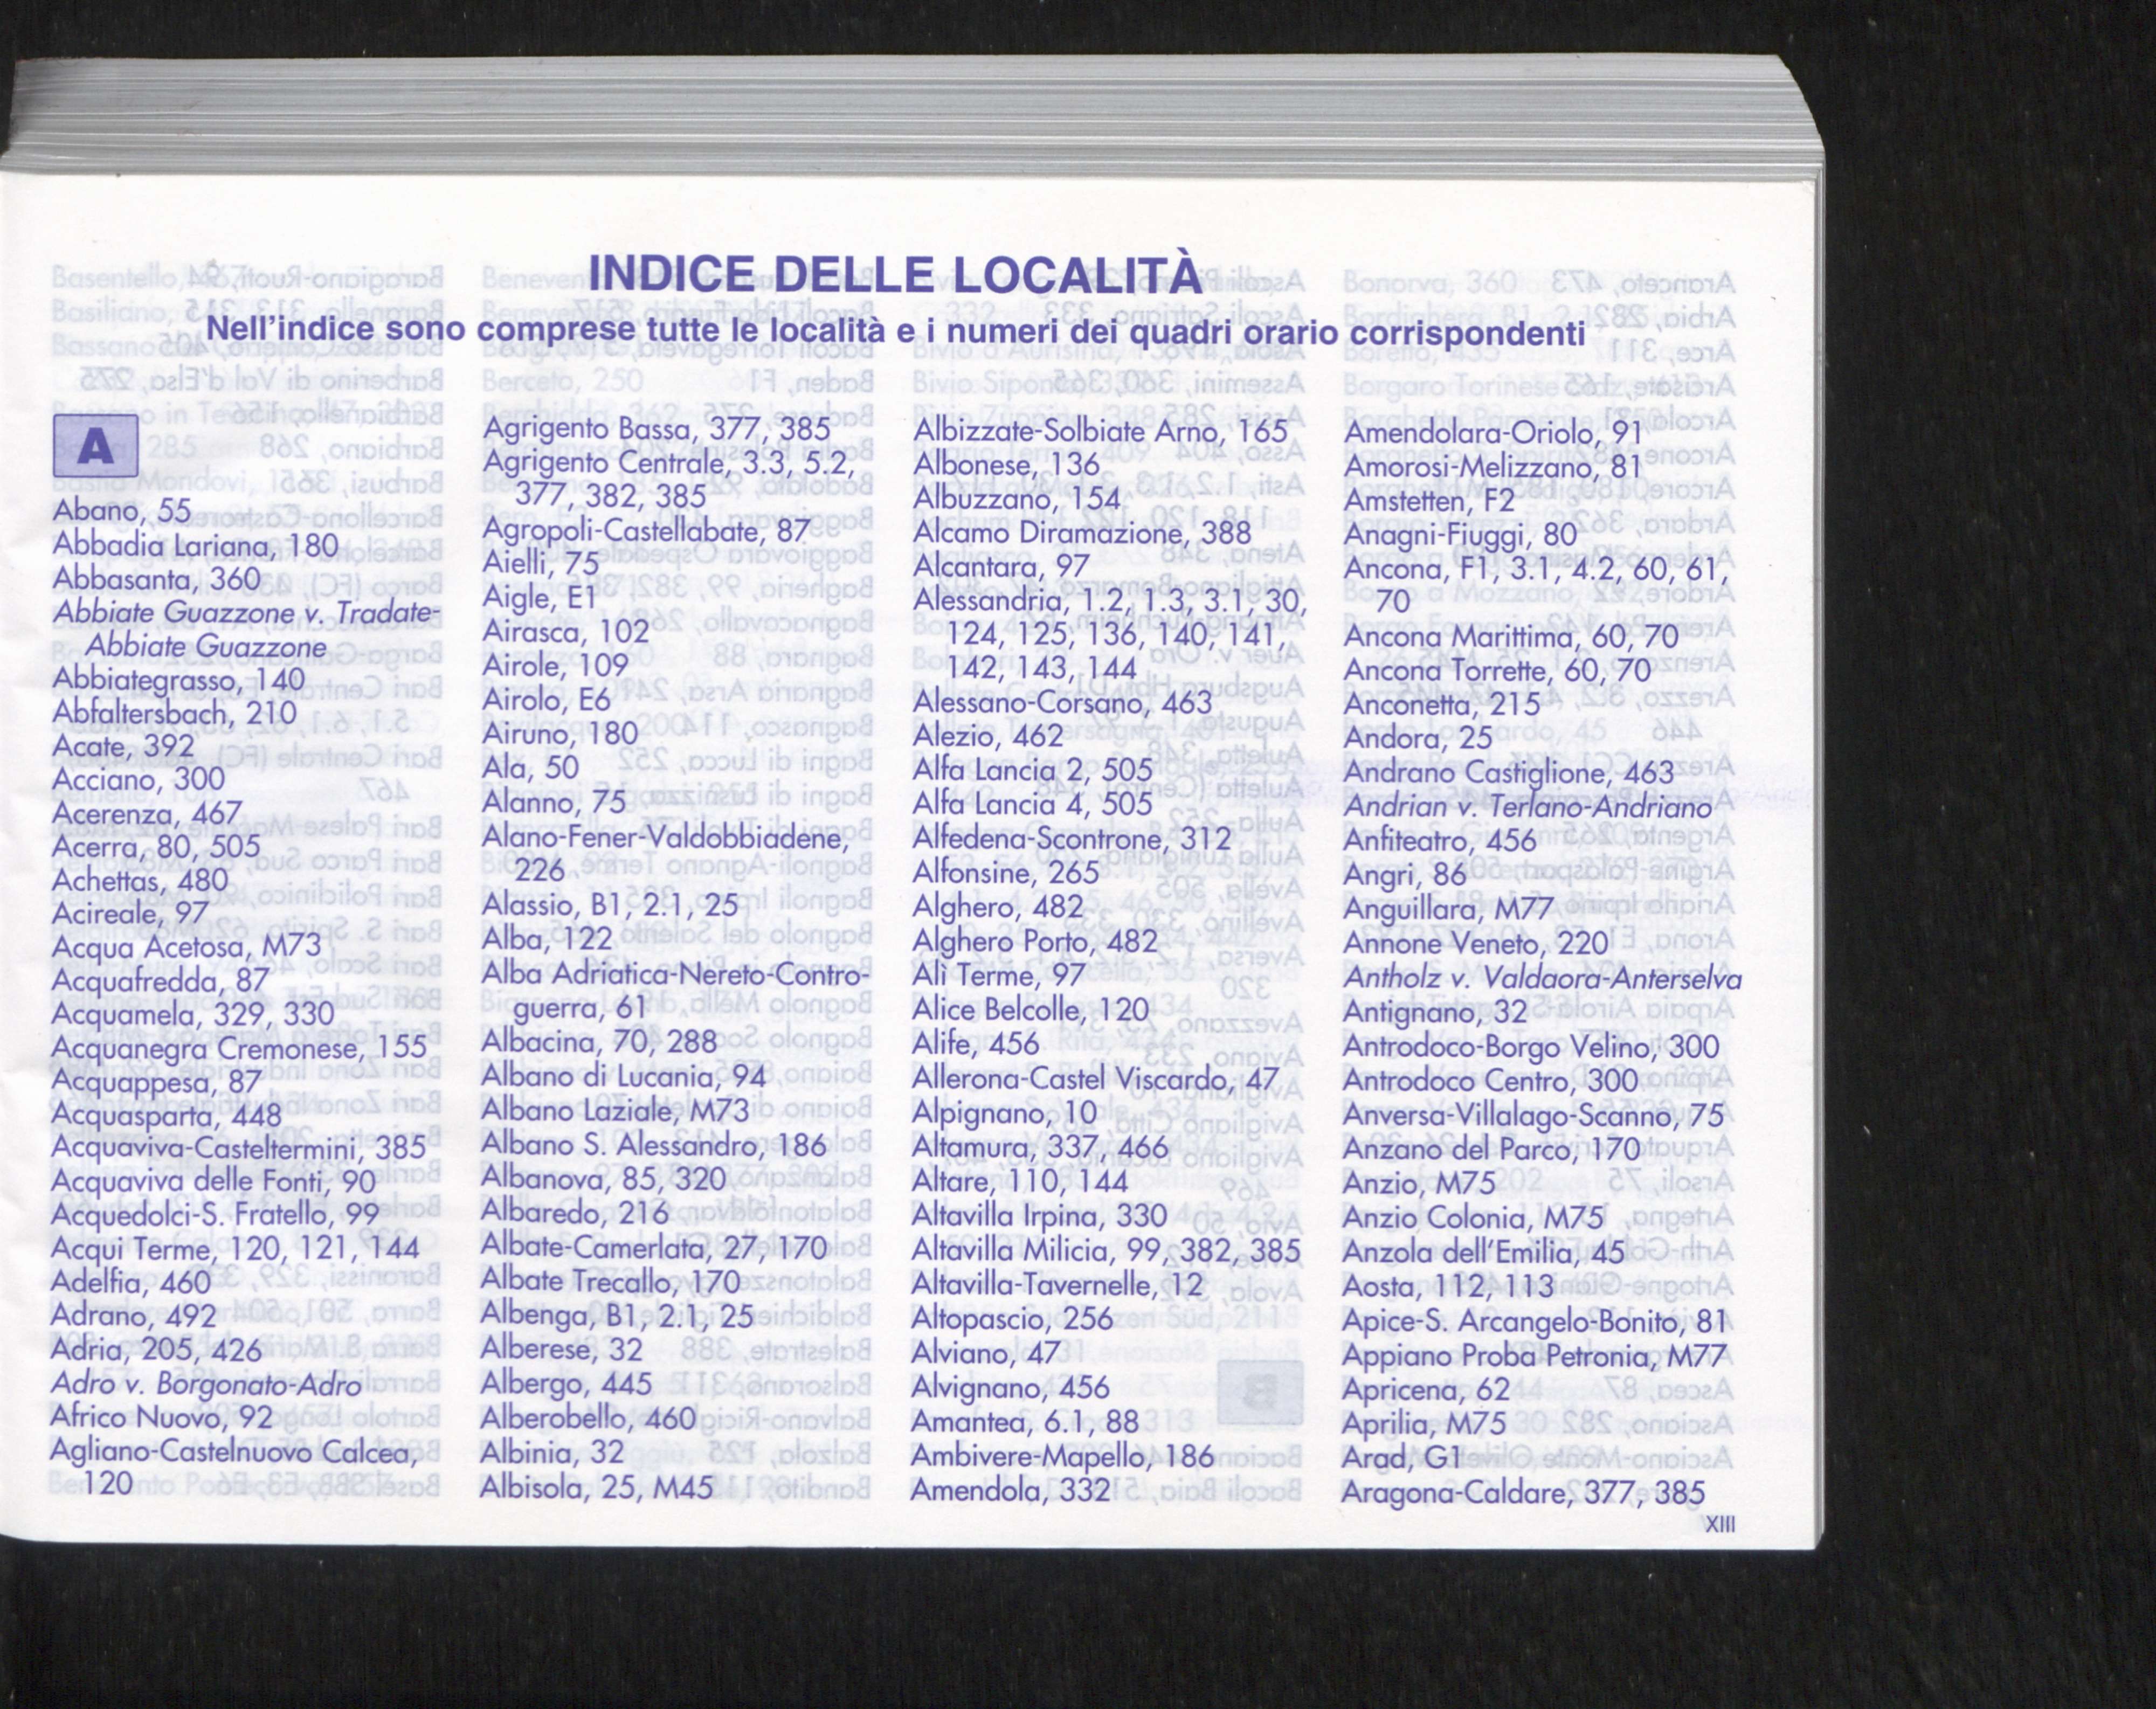 INDICE DELLE LOCALITÀ
Nell'indice sono comprese tutte le località e i numeri dei quadri orario corrispondenti
A
Abano, 55
Abbadia Lariana, 180
Abbasanta, 360
Abbiate Guazzone v. Tradate-
Abbiate Guazzone
Abbiategrasso, 140
Abfaltersbach, 210
Acate, 392
Acciano, 300
Acerenza, 467
Acerra, 80, 505
Achettas, 480
Acireale, 97
Acqua Acetosa, M73
Acquafredda, 87
Acquamela, 329, 330
Acquanegra Cremonese, 155
Acquappesa, 87
Acquasparta, 448
Acquaviva-Casteltermini, 385
Acquaviva delle Fonti, 90
Acquedolci-S. Fratello, 99
Acqui Terme, 120, 121, 144
Adelfia, 460
Adrano, 492
Adria, 205, 426
Adro v. Borgonato-Adro
Africo Nuovo, 92
Agliano-Castelnuovo Calcea,
120
Agrigento Bassa, 377, 385
Agrigento Centrale, 3.3, 5.2,
377, 382, 385
Agropoli-Castellabate, 87
Aielli, 75
Aigle, E1
Airasca, 102
Airole, 109
Airolo, E6
Airuno, 180
Ala, 50
Alanno, 75
Alano-Fener-Valdobbiadene,
226
Alassio, B1, 2.1, 25
Alba, 122
Alba Adriatica-Nereto-Contro-
guerra, 61
Albacina, 70, 288
Albano di Lucania, 94
Albano Laziale, M73
Albano S. Alessandro, 186
Albanova, 85, 320
Albaredo, 216
Albate-Camerlata, 27, 170
Albate Trecallo, 170
Albenga, B1, 2.1, 25
Alberese, 32
Albergo, 445
Alberobello, 460
Albinia, 32
Albisola, 25, M45
Albizzate-Solbiate Arno, 165
Albonese, 136
Albuzzano, 154
Alcamo Diramazione, 388
Alcantara, 97
Alessandria, 1.2, 1.3, 3.1, 30,
124, 125, 136, 140, 141,
142, 143, 144
Alessano-Corsano, 463
Alezio, 462
Alfa Lancia 2, 505
Alfa Lancia 4, 505
Alfedena-Scontrone, 312
Alfonsine, 265
Alghero, 482
Alghero Porto, 482
Alì Terme, 97
Alice Belcolle, 120
Alife, 456
Allerona-Castel Viscardo, 47
Alpignano, 10
Altamura, 337, 466
Altare, 110, 144
Altavilla Irpina, 330
Altavilla Milicia, 99, 382, 385
Altavilla-Tavernelle, 12
Altopascio, 256
Alviano, 47
Alvignano, 456
Amantea, 6.1, 88
Ambivere-Mapello, 186
Amendola, 332
Amendolara-Oriolo, 91
Amorosi-Melizzano, 81
Amstetten, F2
Anagni-Fiuggi, 80
Ancona, F1, 3.1, 4.2, 60, 61,
70
Ancona Marittima, 60, 70
Ancona Torrette, 60, 70
Anconetta, 215
Andora, 25
Andrano Castiglione, 463
Andrian v. Terlano-Andriano
Anfiteatro, 456
Angri, 86
Anguillara, M77
Annone Veneto, 220
Antholz v. Valdaora-Anterselva
Antignano, 32
Antrodoco-Borgo Velino, 300
Antrodoco Centro, 300
Anversa-Villalago-Scanno, 75
Anzano del Parco, 170
Anzio, M75
Anzio Colonia, M75
Anzola dell'Emilia, 45
Aosta, 112, 113
Apice-S. Arcangelo-Bonito, 81
Appiano Proba Petronia, M77
Apricena, 62
Aprilia, M75
Arad, G1
Aragona-Caldare, 377, 385
XIII